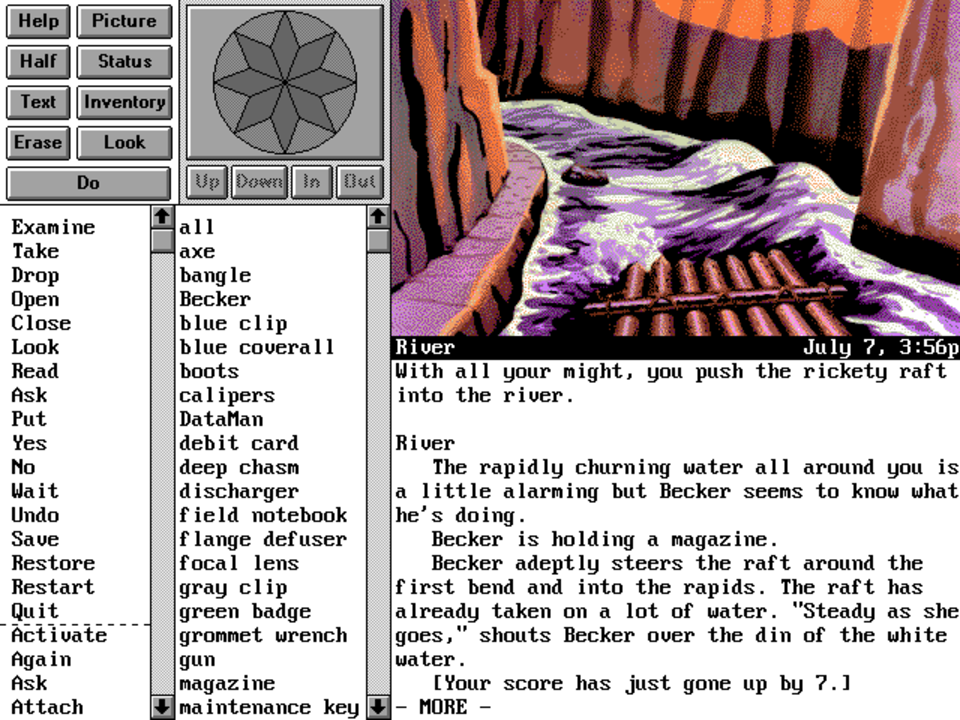 Help
Picture
Half
Status
Text
Inventory
Erase
Look
Do
Up
Down
In
Out
Examine
Take
Drop
Open
Close
Look
Read
Ask
Put
Yes
No
Wait
Undo
Save
Restore
Restart
Quit
Activate
Again
Ask
Attach
all
axe
bangle
Becker
blue clip
blue coverall
boots
calipers
DataMan
debit card
deep chasm
discharger
field notebook
flange defuser
focal lens
gray clip
green badge
grommet wrench
gun
magazine
maintenance key
River July 7, 3:56p
With all your might, you push the rickety raft
into the river.
River
The rapidly churning water all around you is
a little alarming but Becker seems to know what
he's doing.
Becker is holding a magazine.
Becker adeptly steers the raft around the
first bend and into the rapids. The raft has
already taken on a lot of water. "Steady as she
goes," shouts Becker over the din of the white
water.
[Your score has just gone up by 7.]
- MORE -